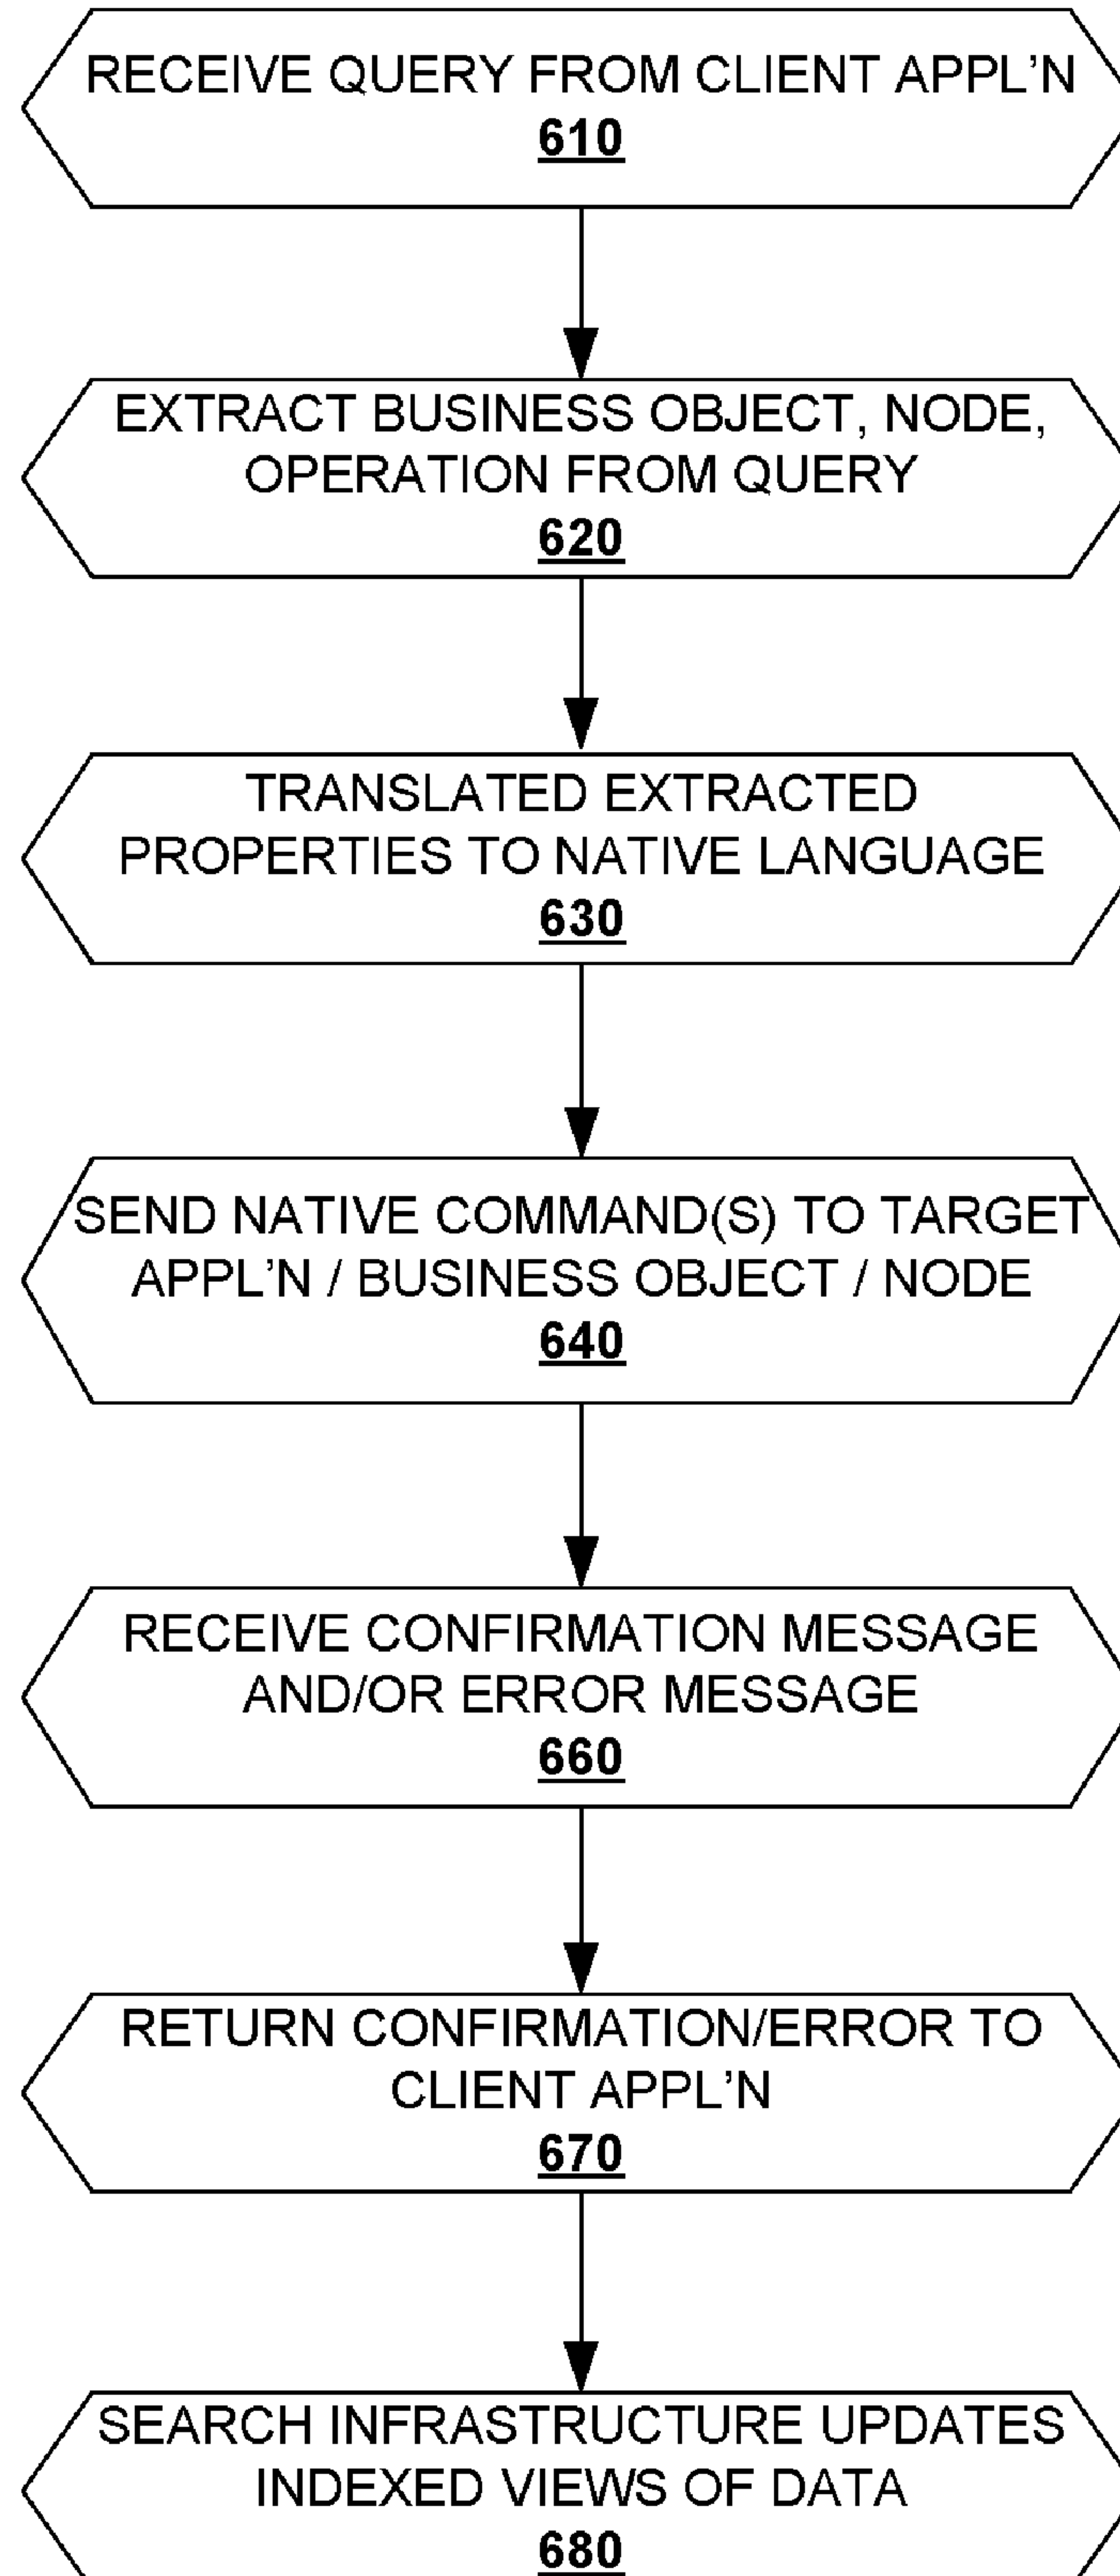 RECEIVE QUERY FROM CLIENT APPL'N
610
EXTRACT BUSINESS OBJECT, NODE,
OPERATION FROM QUERY
620
TRANSLATED EXTRACTED
PROPERTIES TO NATIVE LANGUAGE
630
SEND NATIVE COMMAND(S) TO TARGET
APPL'N / BUSINESS OBJECT / NODE
640
RECEIVE CONFIRMATION MESSAGE
AND/OR ERROR MESSAGE
660
RETURN CONFIRMATION/ERROR TO
CLIENT APPL'N
670
SEARCH INFRASTRUCTURE UPDATES
INDEXED VIEWS OF DATA
680